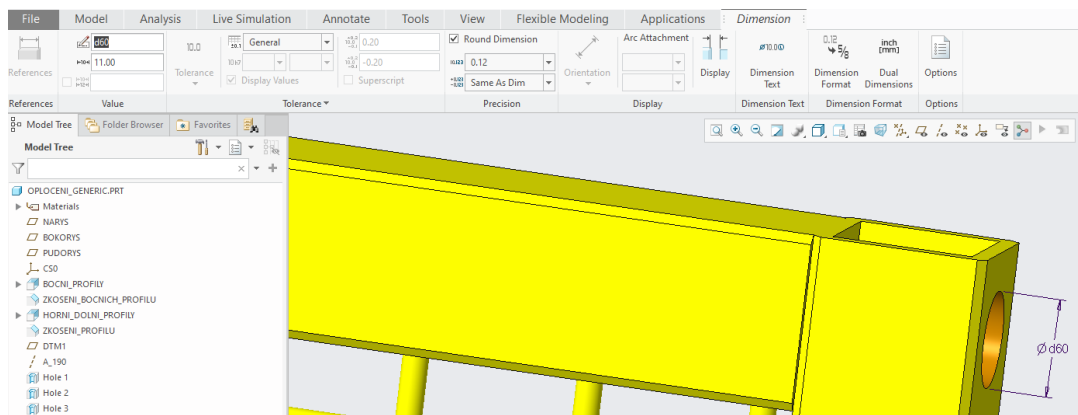 File Model Analysis Live Simulation Annotate Tools View Flexible Modeling Applications Dimension
d60 10.0 General 0.20 Round Dimension Arc Attachment
11.00 -0.20 0.12
References Tolerance Display Values Superscript Same As Dim Orientation Display Dimension Text Dimension Format Dual Dimensions Options
References Value Tolerance Precision Display Dimension Text Dimension Format Options
Model Tree Folder Browser Favorites
Model Tree
OPLOCENI_GENERIC.PRT
Materials
NARYS
BOKORYS
PUDORYS
CS0
BOCNI_PROFILY
ZKOSENI_BOCNICH_PROFILU
HORNI_DOLNI_PROFILY
ZKOSENI_PROFILU
DTM1
A_190
Hole 1
Hole 2
Hole 3
Ø d60